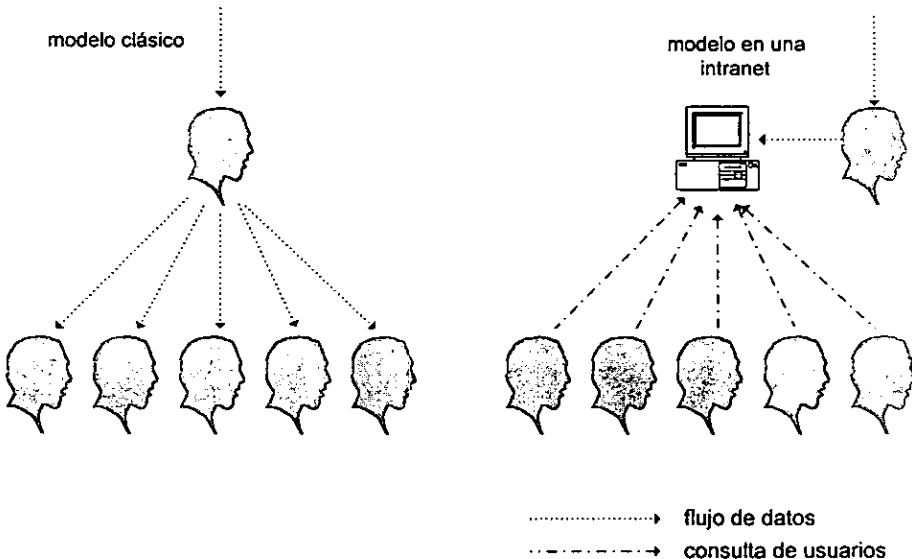 modelo clásico
modelo en una
intranet
flujo de datos
consulta de usuarios